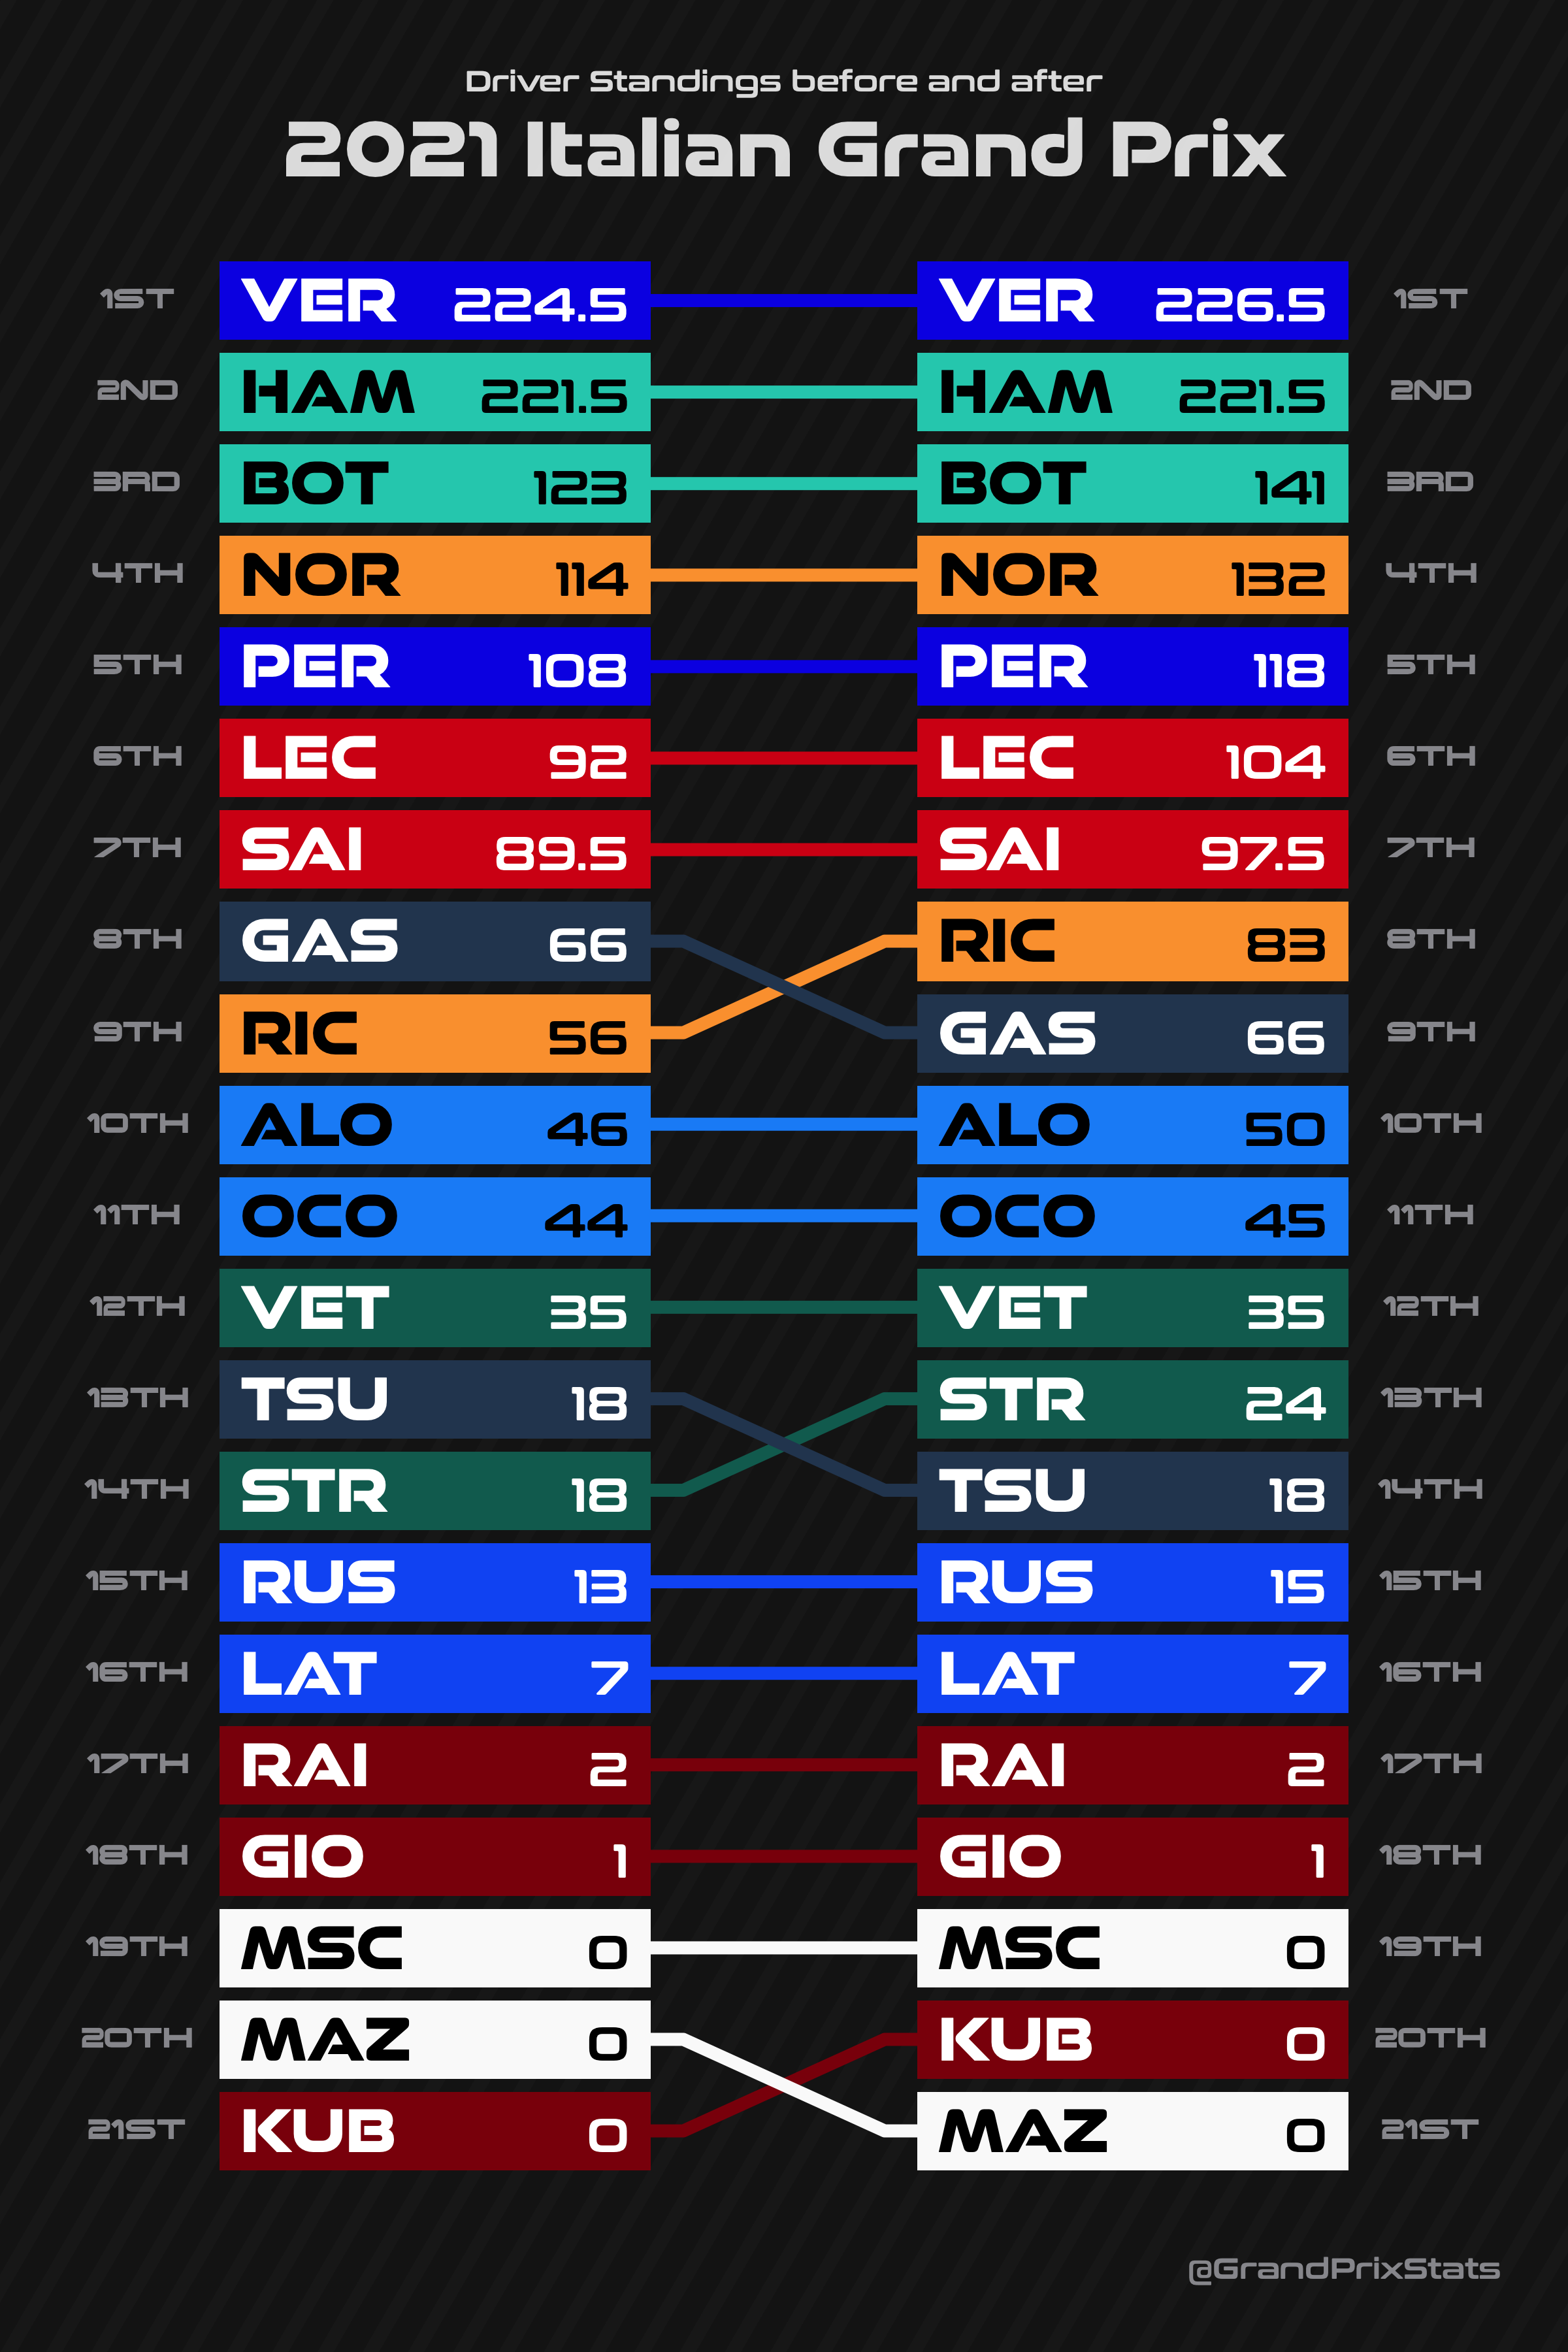 Driver Standings before and after
2021 Italian Grand Prix
1ST VER 224.5 VER 226.5 1ST
2ND HAM 221.5 HAM 221.5 2ND
3RD BOT 123 BOT 141 3RD
4TH NOR 114 NOR 132 4TH
5TH PER 108 PER 118 5TH
6TH LEC 92 LEC 104 6TH
7TH SAI 89.5 SAI 97.5 7TH
8TH GAS 66 RIC 83 8TH
9TH RIC 56 GAS 66 9TH
10TH ALO 46 ALO 50 10TH
11TH OCO 44 OCO 45 11TH
12TH VET 35 VET 35 12TH
13TH TSU 18 STR 24 13TH
14TH STR 18 TSU 18 14TH
15TH RUS 13 RUS 15 15TH
16TH LAT 7 LAT 7 16TH
17TH RAI 2 RAI 2 17TH
18TH GIO 1 GIO 1 18TH
19TH MSC 0 MSC 0 19TH
20TH MAZ 0 KUB 0 20TH
21ST KUB 0 MAZ 0 21ST
@GrandPrixStats